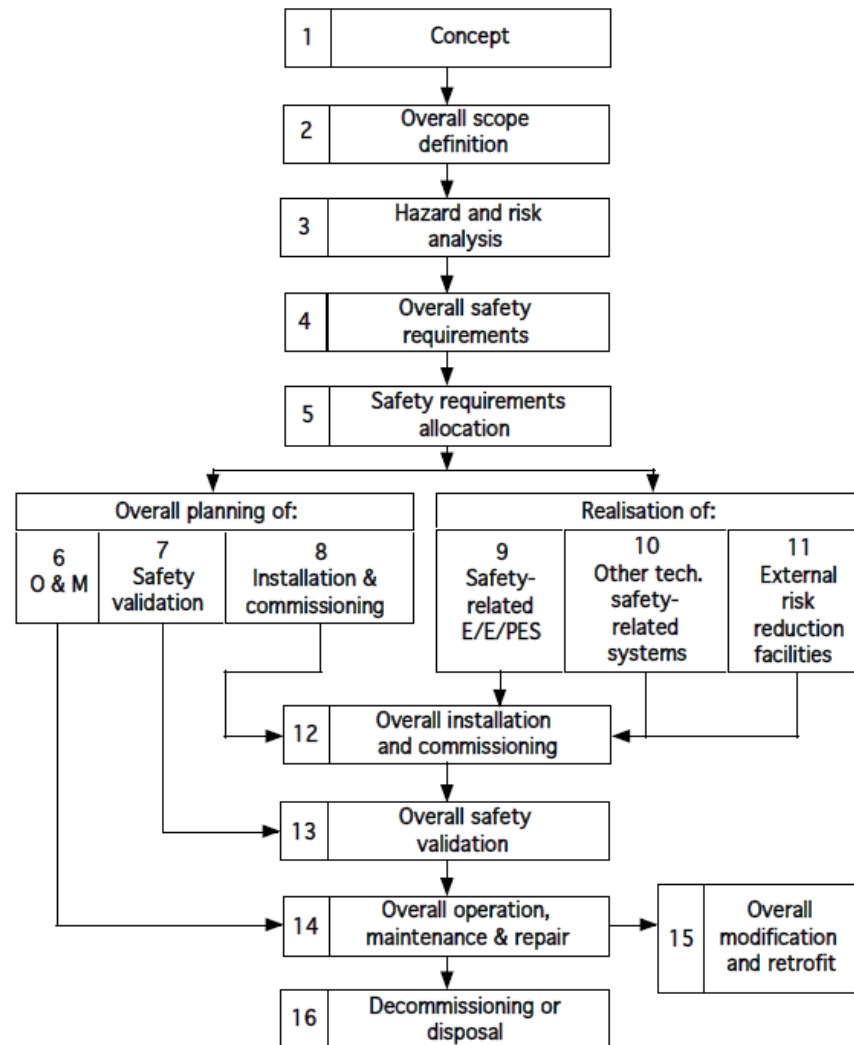 1
Concept
2
Overall scope
definition
3
Hazard and risk
analysis
4
Overall safety
requirements
5
Safety requirements
allocation
Overall planning of:
6
O & M
7
Safety
validation
8
Installation &
commissioning
Realisation of:
9
Safety-
related
E/E/PES
10
Other tech.
safety-
related
systems
11
External
risk
reduction
facilities
12
Overall installation
and commissioning
13
Overall safety
validation
14
Overall operation,
maintenance & repair
15
Overall
modification
and retrofit
16
Decommissioning or
disposal